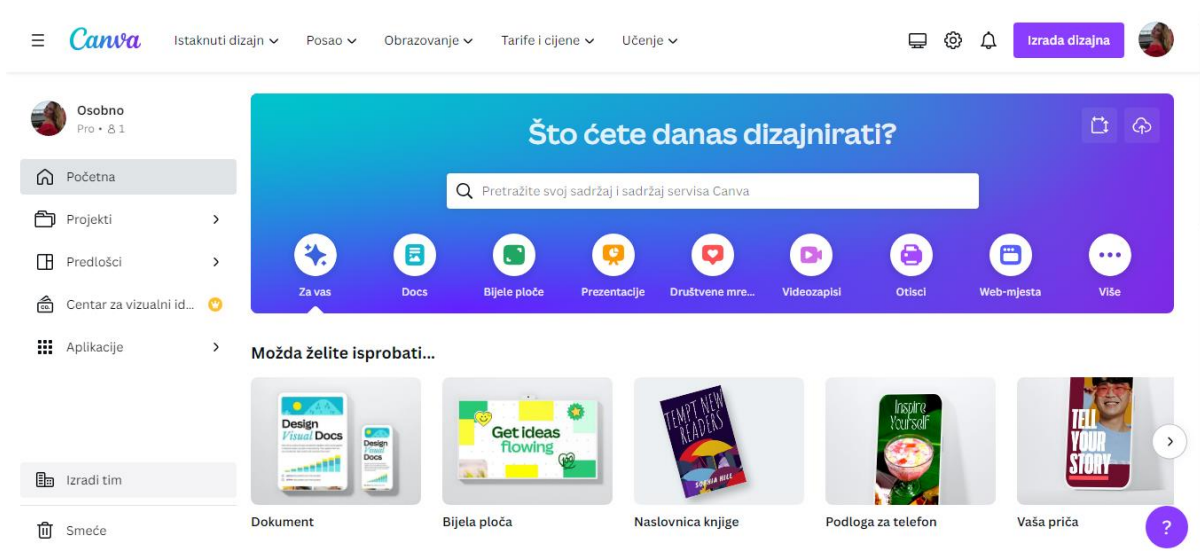 Canva
Istaknuti dizajn
Posao
Obrazovanje
Tarife i cijene
Učenje
Izrada dizajna
Osobno
Pro • 1
Početna
Projekti
Predlošci
Centar za vizualni id...
Aplikacije
Izradi tim
Smeće
Što ćete danas dizajnirati?
Pretražite svoj sadržaj i sadržaj servisa Canva
Za vas
Docs
Bijele ploče
Prezentacije
Društvene mre...
Videozapisi
Otisci
Web-mjesta
Više
Možda želite isprobati...
Design
Visual Docs
Design
Visual
Docs
Get ideas
flowing
TEMPT NEW
READERS
SOPHIA HILL
Inspire
Yourself
TELL
YOUR
STORY
Dokument
Bijela ploča
Naslovnica knjige
Podloga za telefon
Vaša priča
?